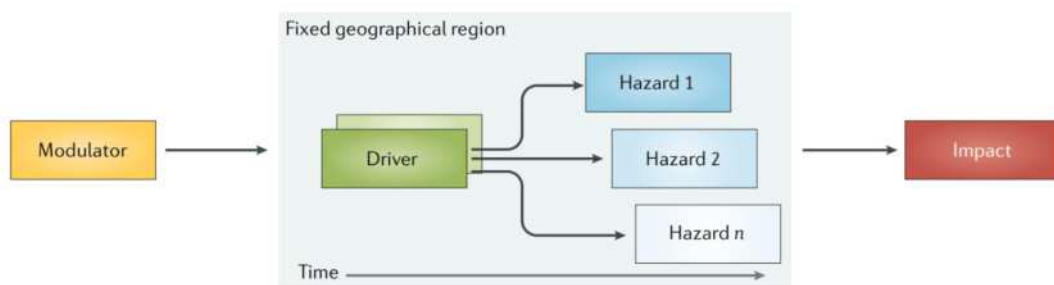 Fixed geographical region
Hazard 1
Modulator
Driver
Hazard 2
Impact
Hazard n
Time